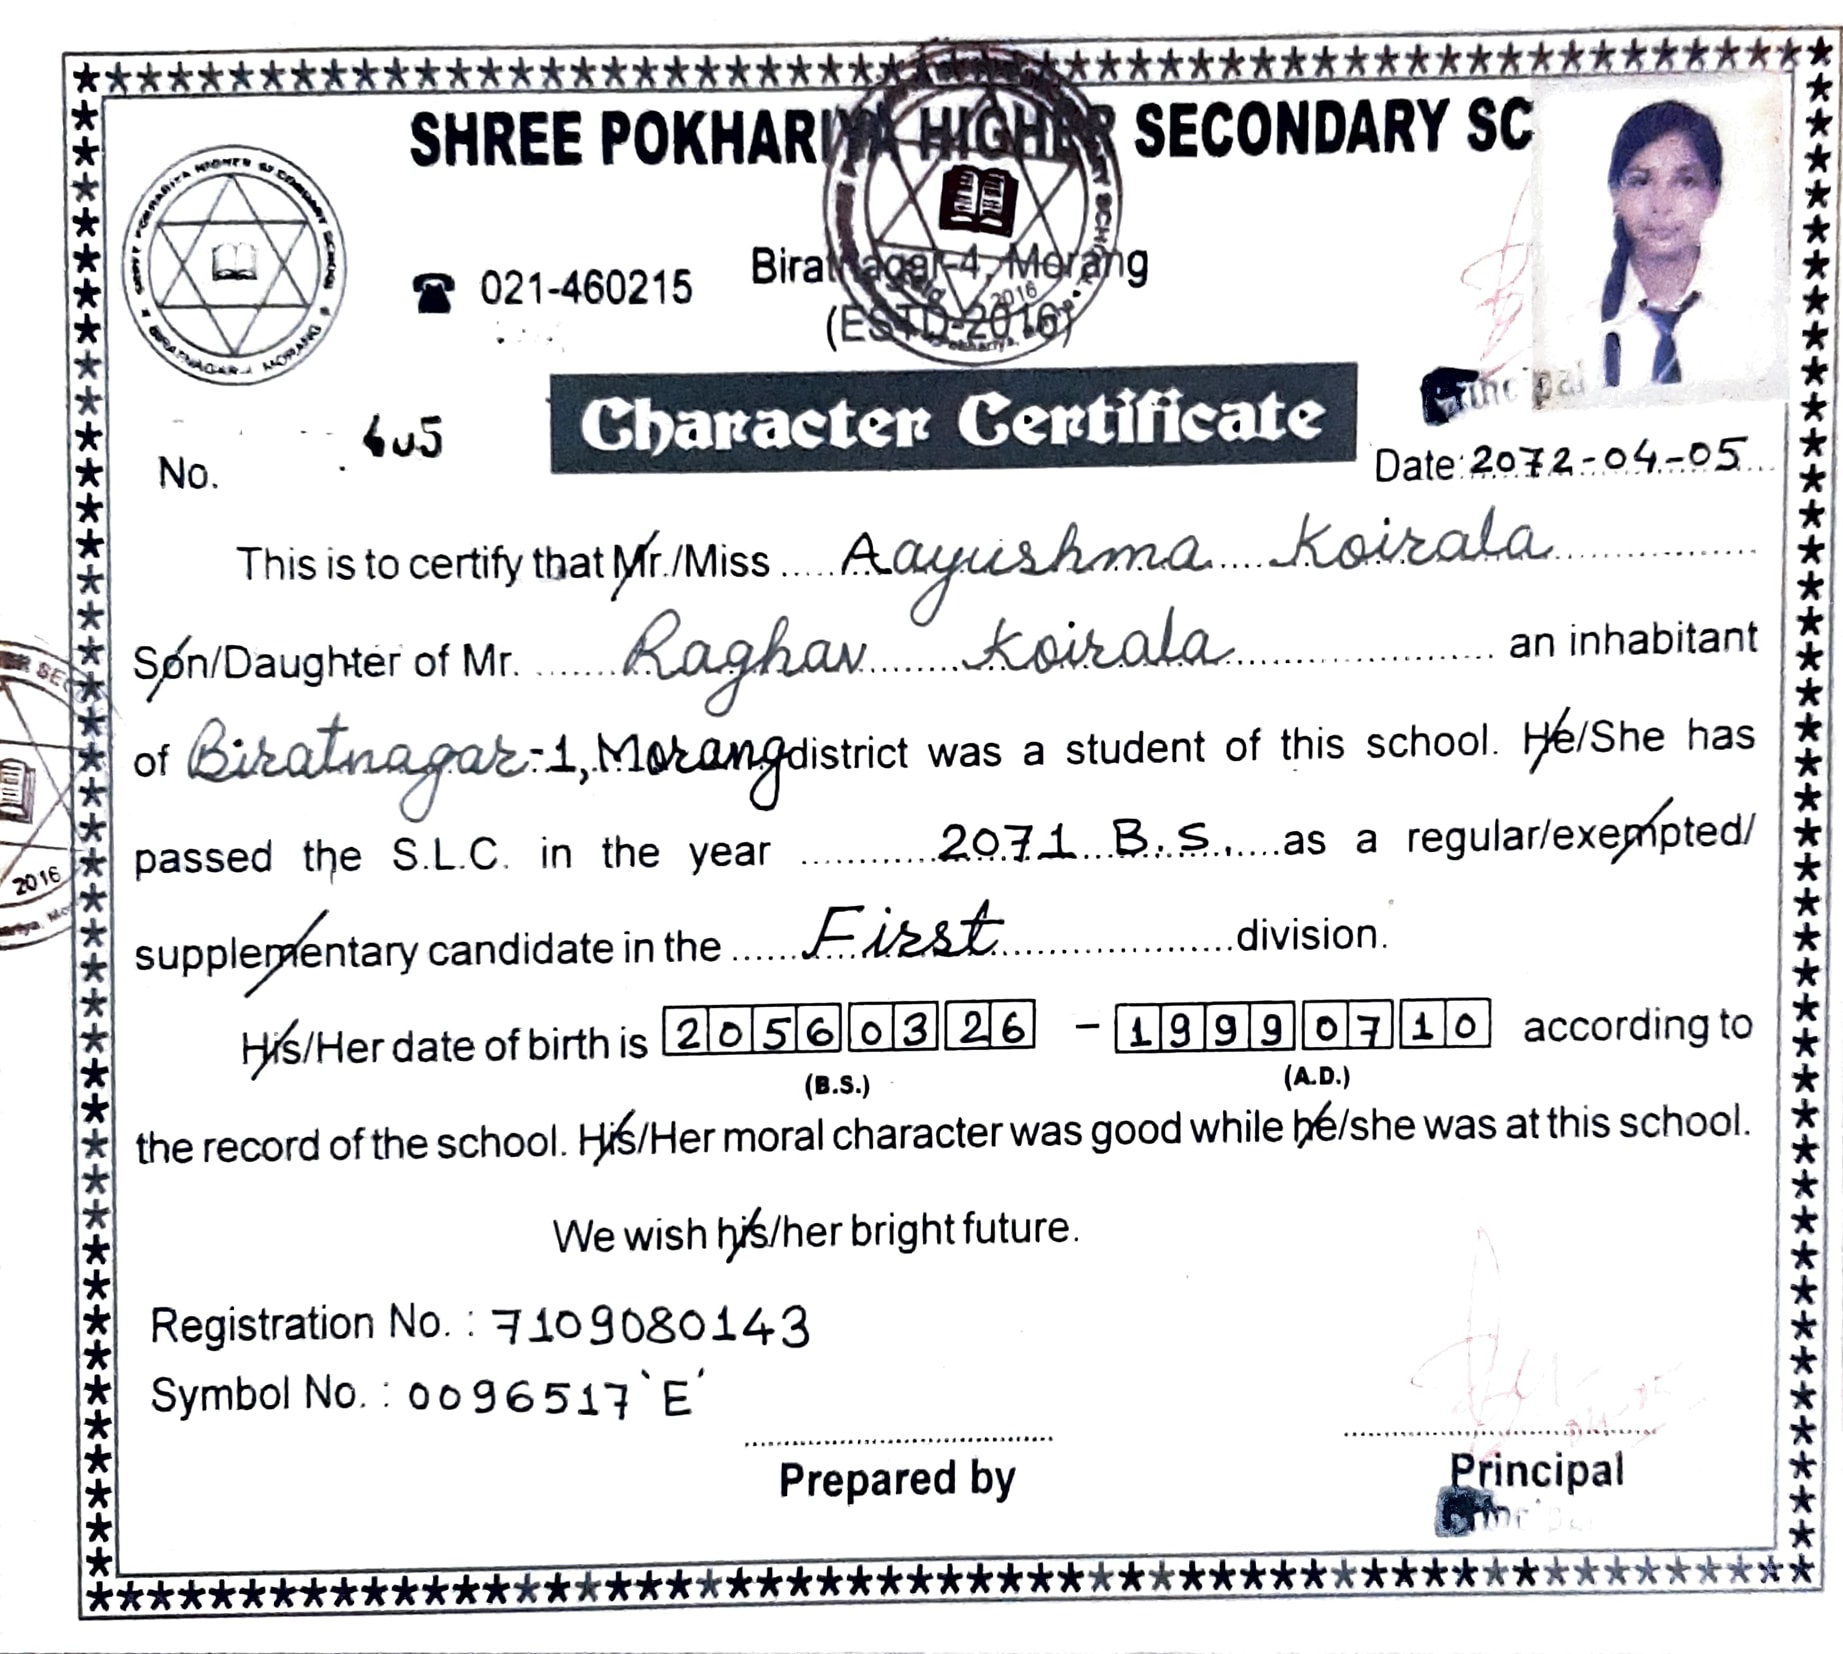 SHREE POKHARIYA HIGHER SECONDARY SC
Biratnagar-4, Morang
☎ 021-460215
(ESTD-2016)
2016
Principal
Character Certificate
No. 405
Date: 2072-04-05
This is to certify that Mr./Miss Aayushma Koirala
Son/Daughter of Mr. Raghav Koirala an inhabitant
of Biratnagar-1, Morang district was a student of this school. He/She has
passed the S.L.C. in the year 2071 B.S. as a regular/exempted/
supplementary candidate in the First division.
His/Her date of birth is 2056 03 26 - 1999 07 10 according to
(B.S.) (A.D.)
the record of the school. His/Her moral character was good while he/she was at this school.
We wish his/her bright future.
Registration No. : 7109080143
Symbol No. : 0096517 'E'
Prepared by
Principal
Principal
2016